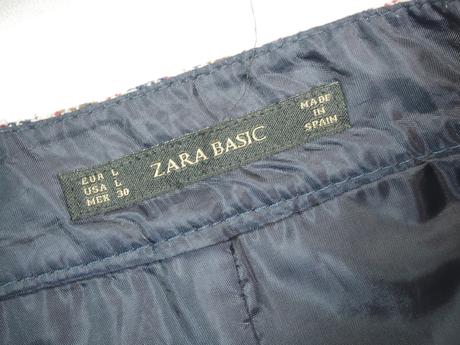 EUR L
USA L
MEX 30
ZARA BASIC
MADE
IN
SPAIN